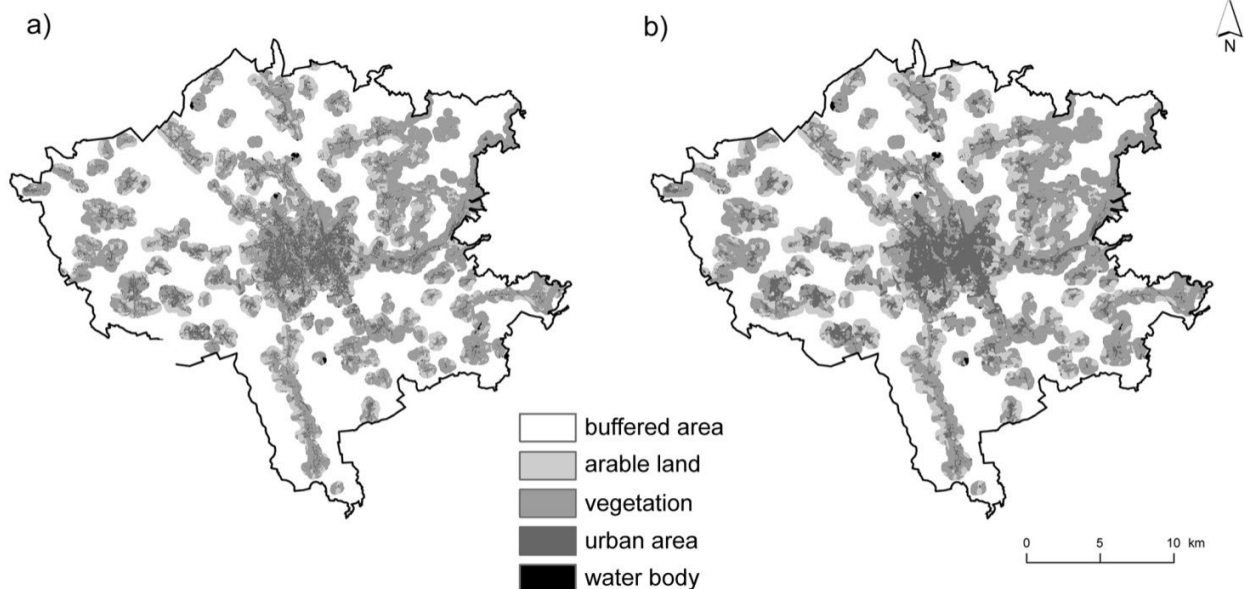 a)
b)
N
buffered area
arable land
vegetation
urban area
water body
0 5 10 km